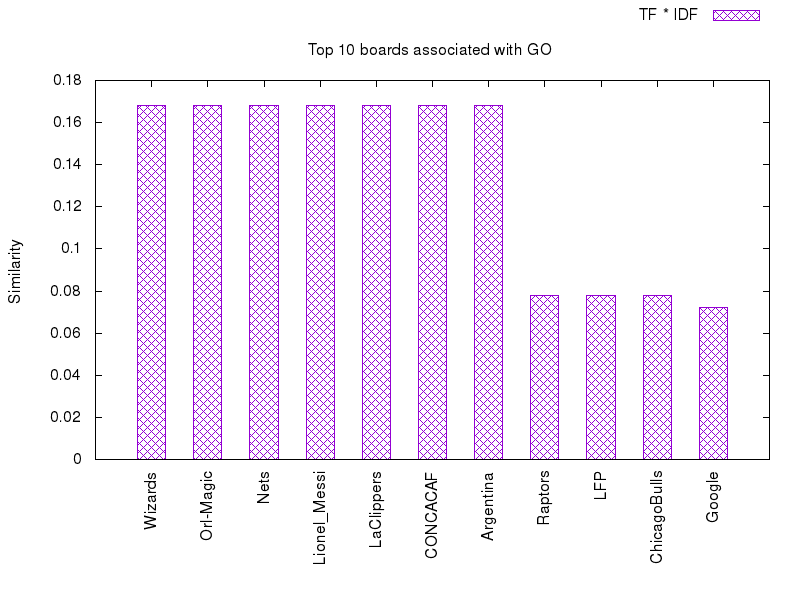 TF * IDF
Top 10 boards associated with GO
Similarity
0.18
0.16
0.14
0.12
0.1
0.08
0.06
0.04
0.02
0
Wizards
Orl-Magic
Nets
Lionel_Messi
LaClippers
CONCACAF
Argentina
Raptors
LFP
ChicagoBulls
Google